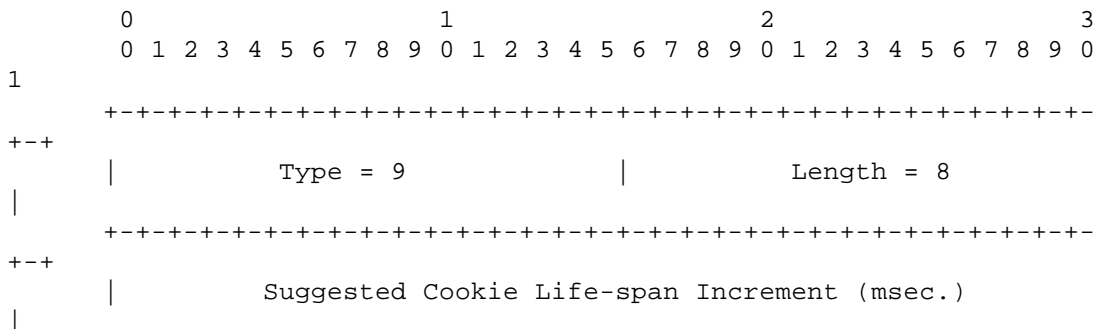 0                   1                   2                   3
0 1 2 3 4 5 6 7 8 9 0 1 2 3 4 5 6 7 8 9 0 1 2 3 4 5 6 7 8 9 0
1
+-+-+-+-+-+-+-+-+-+-+-+-+-+-+-+-+-+-+-+-+-+-+-+-+-+-+-+-+-+-+-
+-+
|          Type = 9             |          Length = 8
|
+-+-+-+-+-+-+-+-+-+-+-+-+-+-+-+-+-+-+-+-+-+-+-+-+-+-+-+-+-+-+-
+-+
|         Suggested Cookie Life-span Increment (msec.)
|